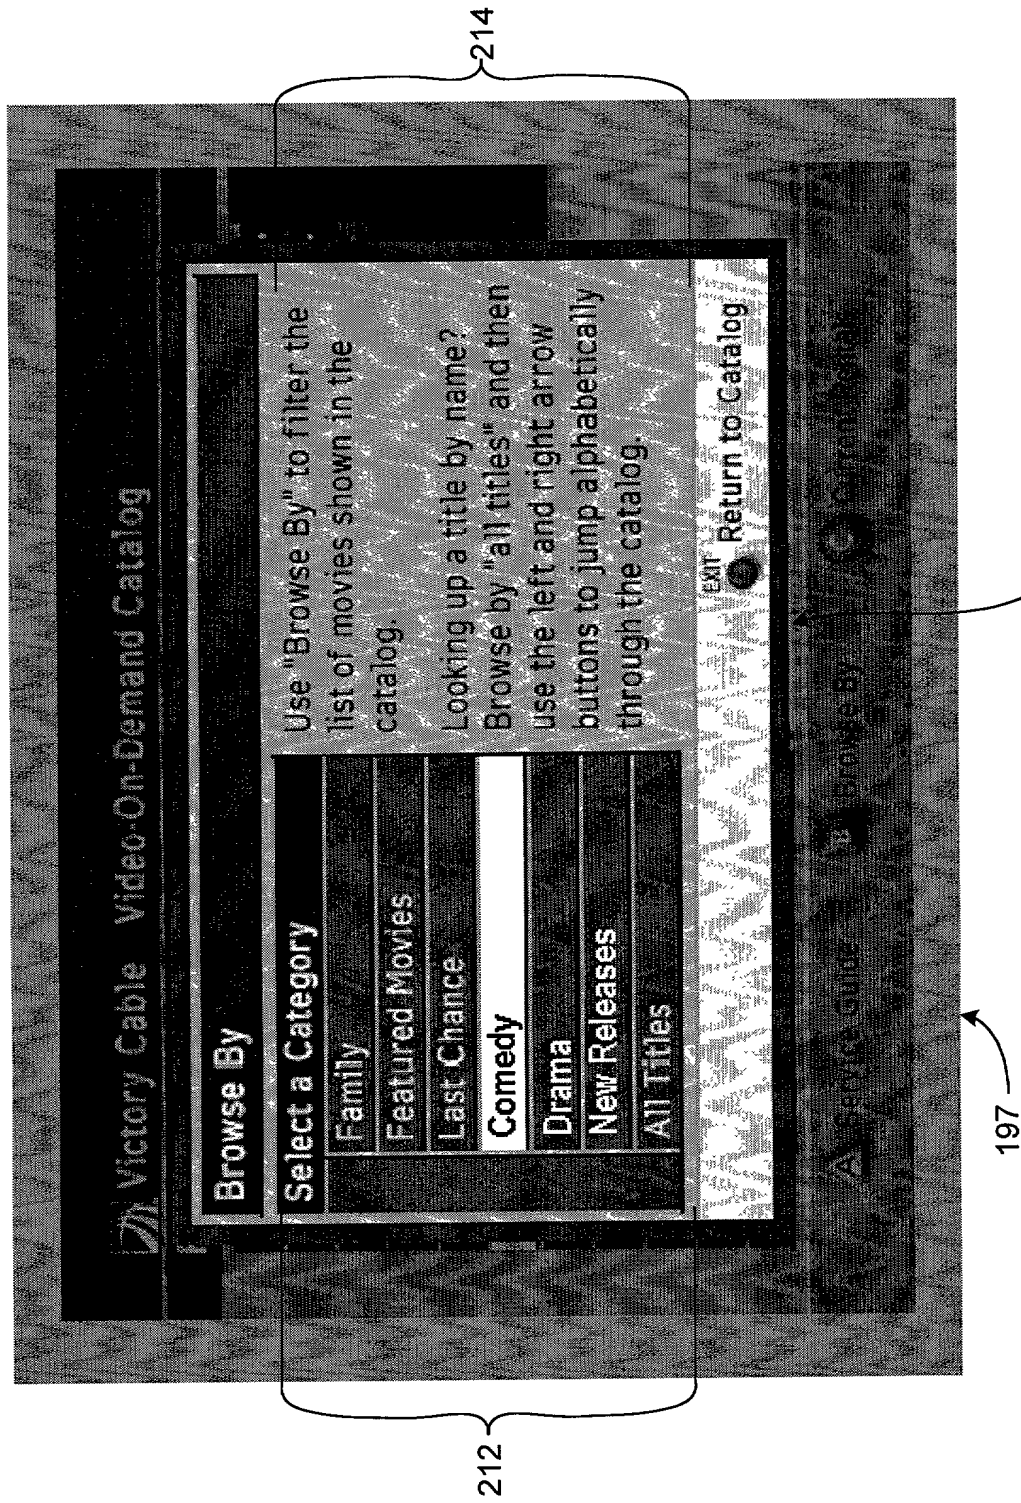 Victory Cable Video-On-Demand Catalog
Browse By
Select a Category
Family
Featured Movies
Last Chance
Comedy
Drama
New Releases
All Titles
Use "Browse By" to filter the
list of movies shown in the
catalog.
Looking up a title by name?
Browse by "all titles" and then
use the left and right arrow
buttons to jump alphabetically
through the catalog.
EXIT Return to Catalog
A Service Guide B Browse By C Current Rentals
212
214
197